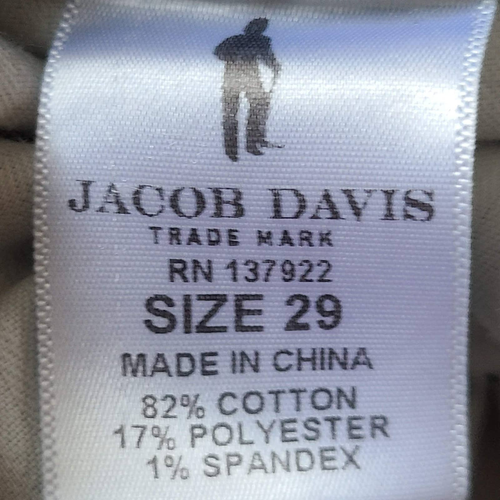 JACOB DAVIS
TRADE MARK
RN 137922
SIZE 29
MADE IN CHINA
82% COTTON
17% POLYESTER
1% SPANDEX